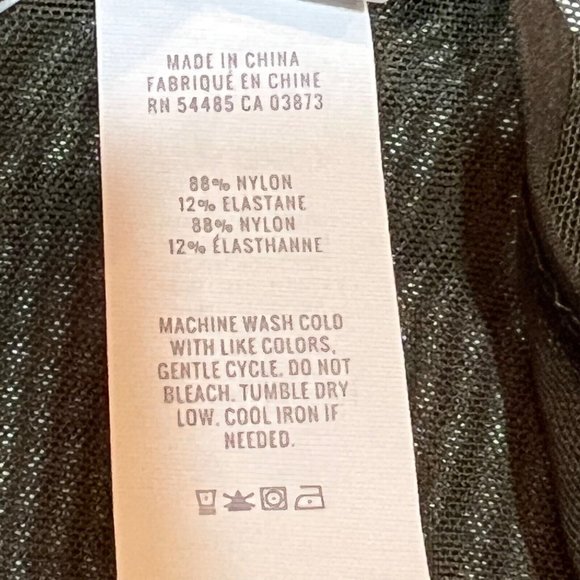 MADE IN CHINA
FABRIQUÉ EN CHINE
RN 54485 CA 03873
88% NYLON
12% ELASTANE
88% NYLON
12% ÉLASTHANNE
MACHINE WASH COLD
WITH LIKE COLORS,
GENTLE CYCLE. DO NOT
BLEACH. TUMBLE DRY
LOW. COOL IRON IF
NEEDED.